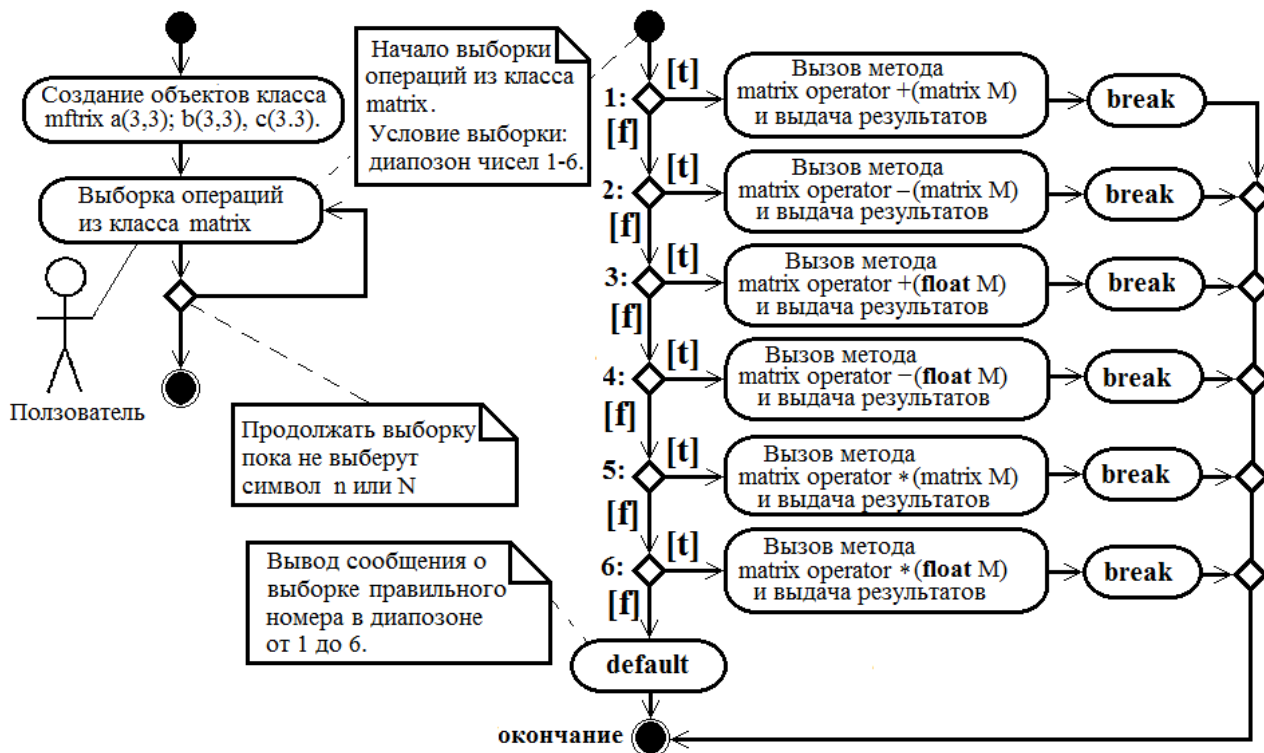 Создание объектов класса
mftrix a(3,3); b(3,3), c(3.3).
Выборка операций
из класса matrix
Ползователь
Начало выборки
операций из класса
matrix.
Условие выборки:
диапозон чисел 1-6.
Продолжать выборку
пока не выберут
символ n или N
Вывод сообщения о
выборке правильного
номера в диапозоне
от 1 до 6.
1:
[t]
[f]
Вызов метода
matrix operator +(matrix M)
и выдача результатов
break
2:
[t]
[f]
Вызов метода
matrix operator −(matrix M)
и выдача результатов
break
3:
[t]
[f]
Вызов метода
matrix operator +(float M)
и выдача результатов
break
4:
[t]
[f]
Вызов метода
matrix operator −(float M)
и выдача результатов
break
5:
[t]
[f]
Вызов метода
matrix operator *(matrix M)
и выдача результатов
break
6:
[t]
[f]
Вызов метода
matrix operator *(float M)
и выдача результатов
break
default
окончание